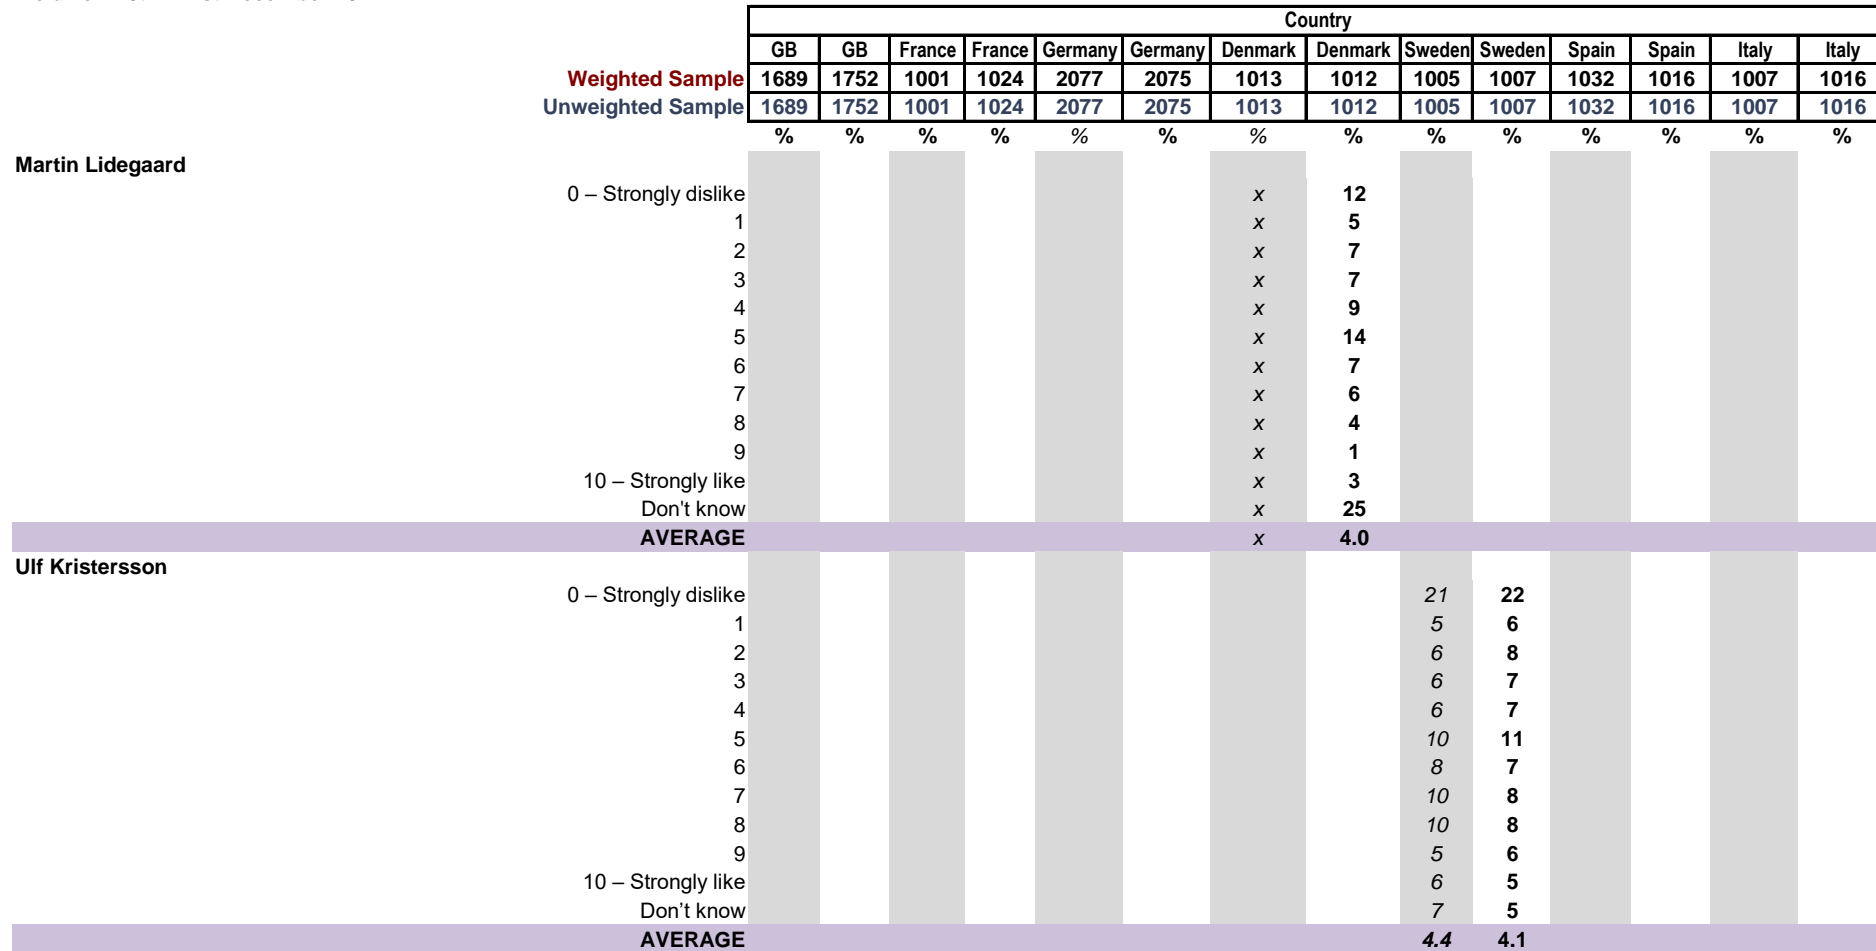 Country
GB GB France France Germany Germany Denmark Denmark Sweden Sweden Spain Spain Italy Italy
Weighted Sample 1689 1752 1001 1024 2077 2075 1013 1012 1005 1007 1032 1016 1007 1016
Unweighted Sample 1689 1752 1001 1024 2077 2075 1013 1012 1005 1007 1032 1016 1007 1016
% % % % % % % % % % % % % %
Martin Lidegaard
0 – Strongly dislike x 12
1 x 5
2 x 7
3 x 7
4 x 9
5 x 14
6 x 7
7 x 6
8 x 4
9 x 1
10 – Strongly like x 3
Don't know x 25
AVERAGE x 4.0
Ulf Kristersson
0 – Strongly dislike 21 22
1 5 6
2 6 8
3 6 7
4 6 7
5 10 11
6 8 7
7 10 8
8 10 8
9 5 6
10 – Strongly like 6 5
Don’t know 7 5
AVERAGE 4.4 4.1